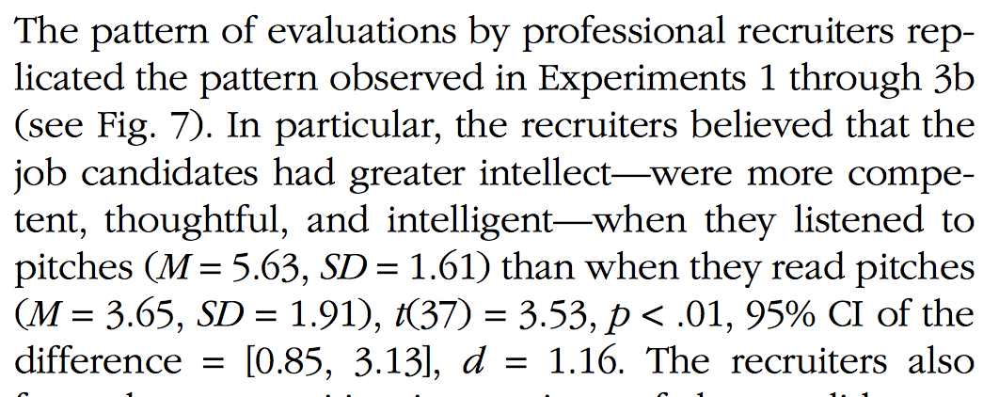 The pattern of evaluations by professional recruiters rep-
licated the pattern observed in Experiments 1 through 3b
(see Fig. 7). In particular, the recruiters believed that the
job candidates had greater intellect—were more compe-
tent, thoughtful, and intelligent—when they listened to
pitches (M = 5.63, SD = 1.61) than when they read pitches
(M = 3.65, SD = 1.91), t(37) = 3.53, p < .01, 95% CI of the
difference = [0.85, 3.13], d = 1.16. The recruiters also